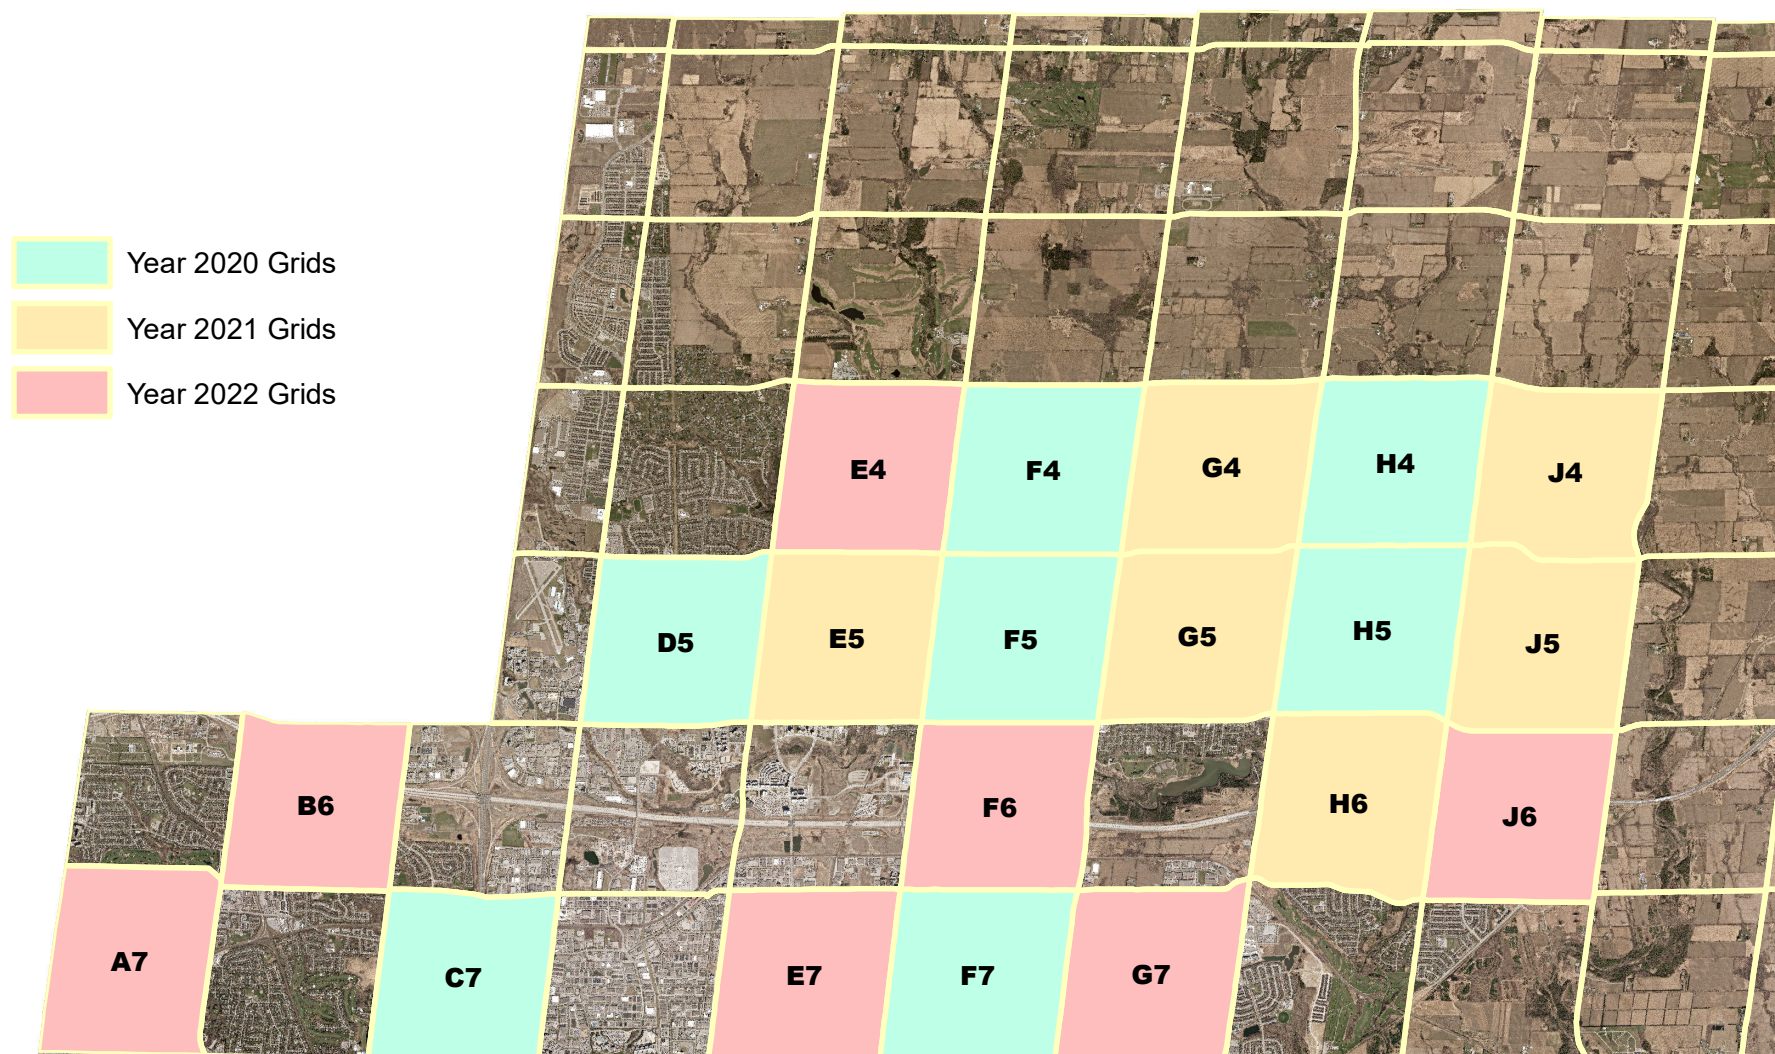 Year 2020 Grids
Year 2021 Grids
Year 2022 Grids
E4
F4
G4
H4
J4
D5
E5
F5
G5
H5
J5
B6
F6
H6
J6
A7
C7
E7
F7
G7